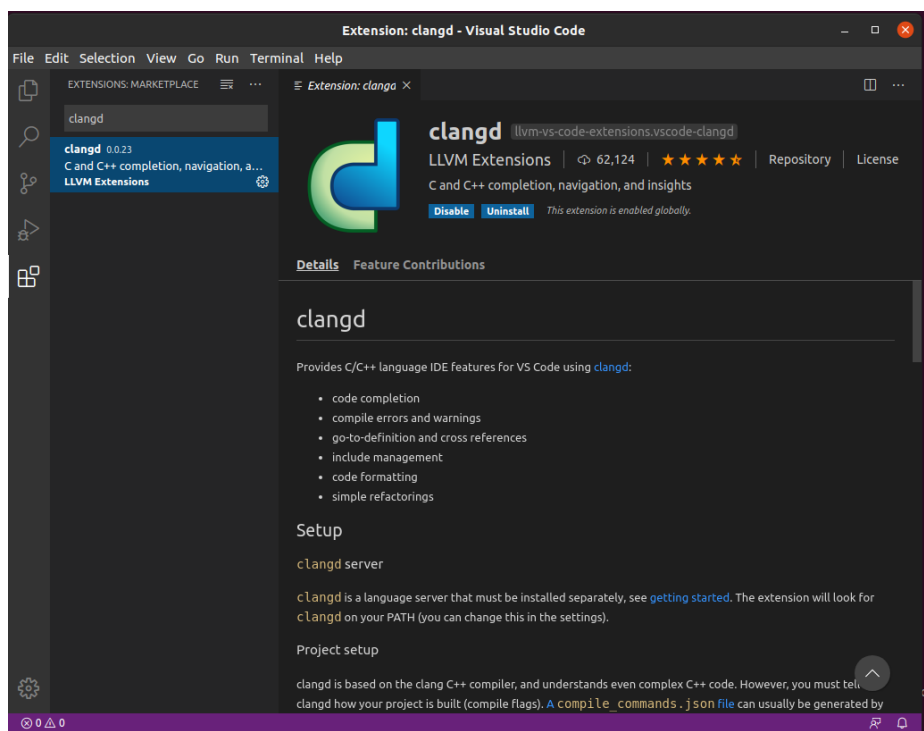 Extension: clangd - Visual Studio Code
File Edit Selection View Go Run Terminal Help
EXTENSIONS: MARKETPLACE
Extension: clangd
clangd
clangd 0.0.23
C and C++ completion, navigation, a...
LLVM Extensions
clangd llvm-vs-code-extensions.vscode-clangd
LLVM Extensions 62,124 Repository License
C and C++ completion, navigation, and insights
Disable Uninstall This extension is enabled globally.
Details Feature Contributions
clangd
Provides C/C++ language IDE features for VS Code using clangd:
• code completion
• compile errors and warnings
• go-to-definition and cross references
• include management
• code formatting
• simple refactorings
Setup
clangd server
clangd is a language server that must be installed separately, see getting started. The extension will look for
clangd on your PATH (you can change this in the settings).
Project setup
clangd is based on the clang C++ compiler, and understands even complex C++ code. However, you must tell
clangd how your project is built (compile flags). A compile_commands.json file can usually be generated by
0 0